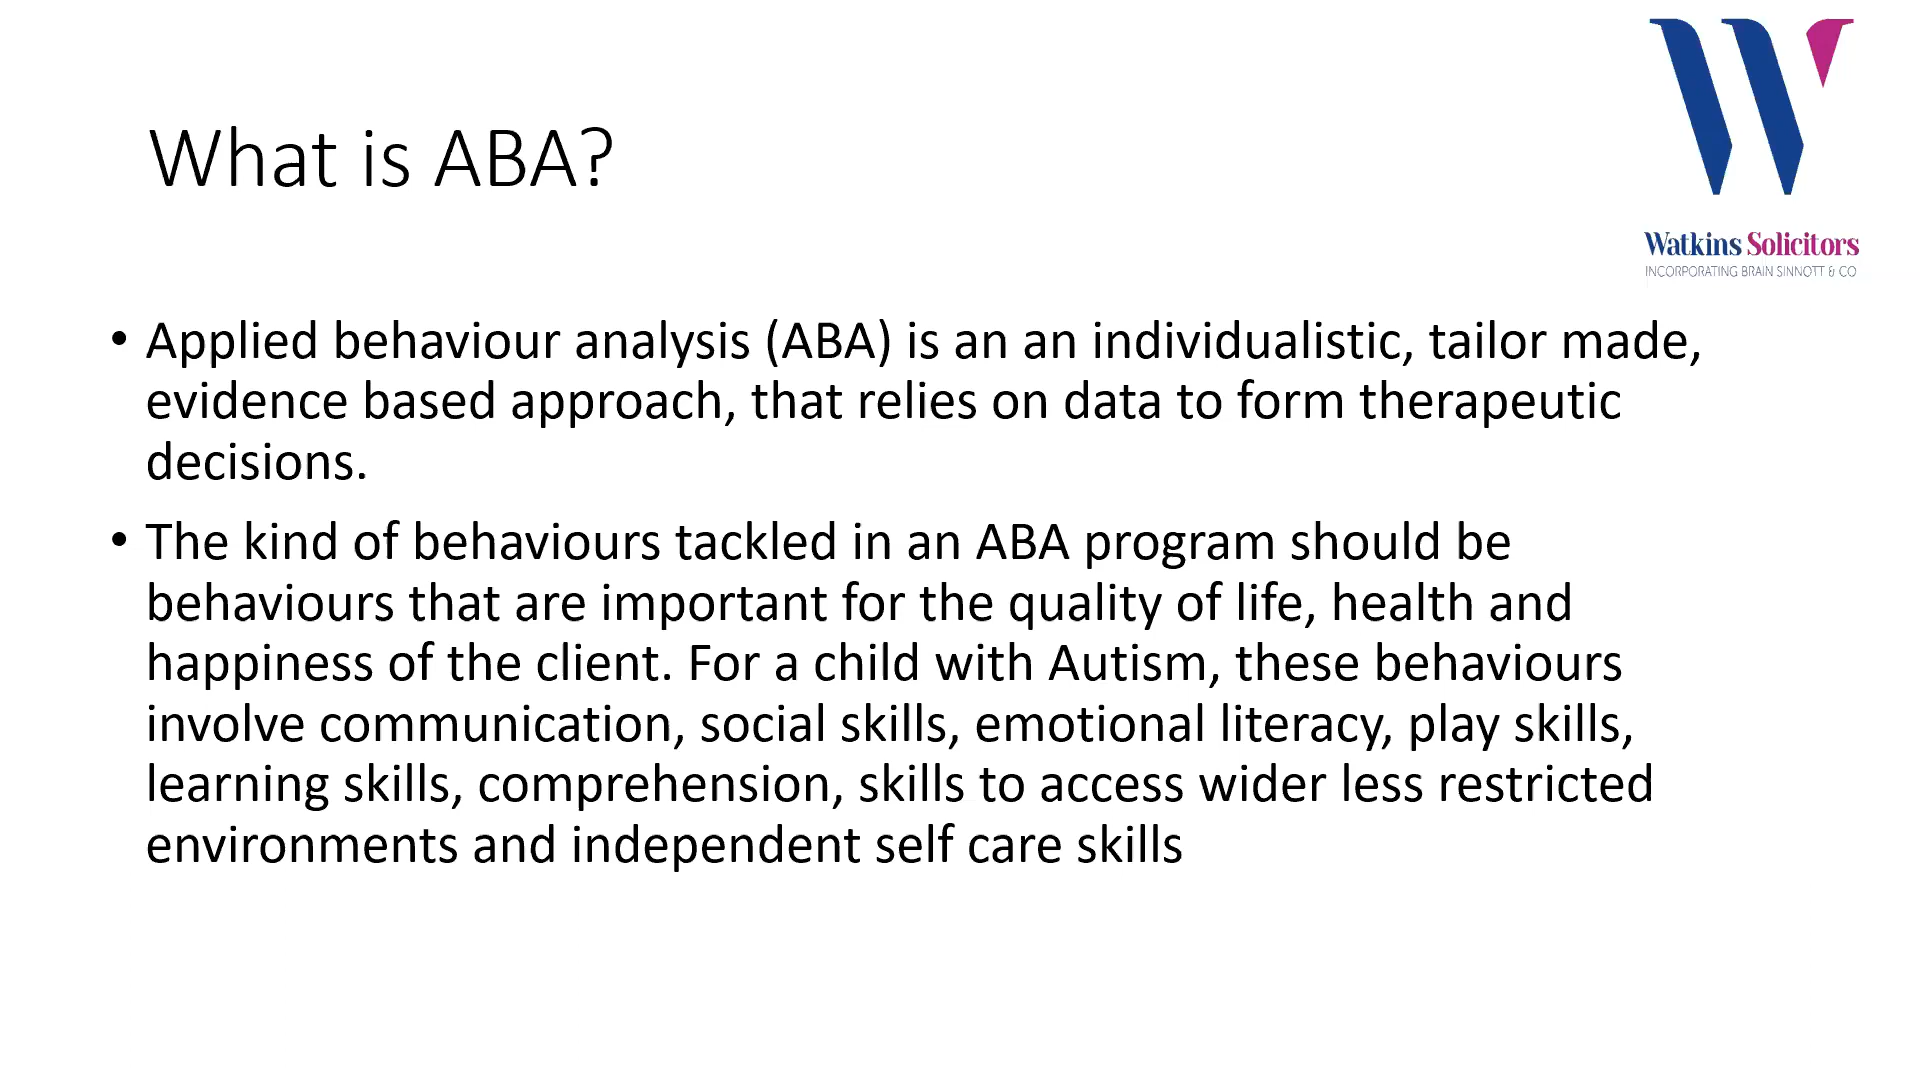 What is ABA?
Watkins Solicitors
INCORPORATING BRAIN SINNOTT & CO
• Applied behaviour analysis (ABA) is an an individualistic, tailor made,
evidence based approach, that relies on data to form therapeutic
decisions.
• The kind of behaviours tackled in an ABA program should be
behaviours that are important for the quality of life, health and
happiness of the client. For a child with Autism, these behaviours
involve communication, social skills, emotional literacy, play skills,
learning skills, comprehension, skills to access wider less restricted
environments and independent self care skills